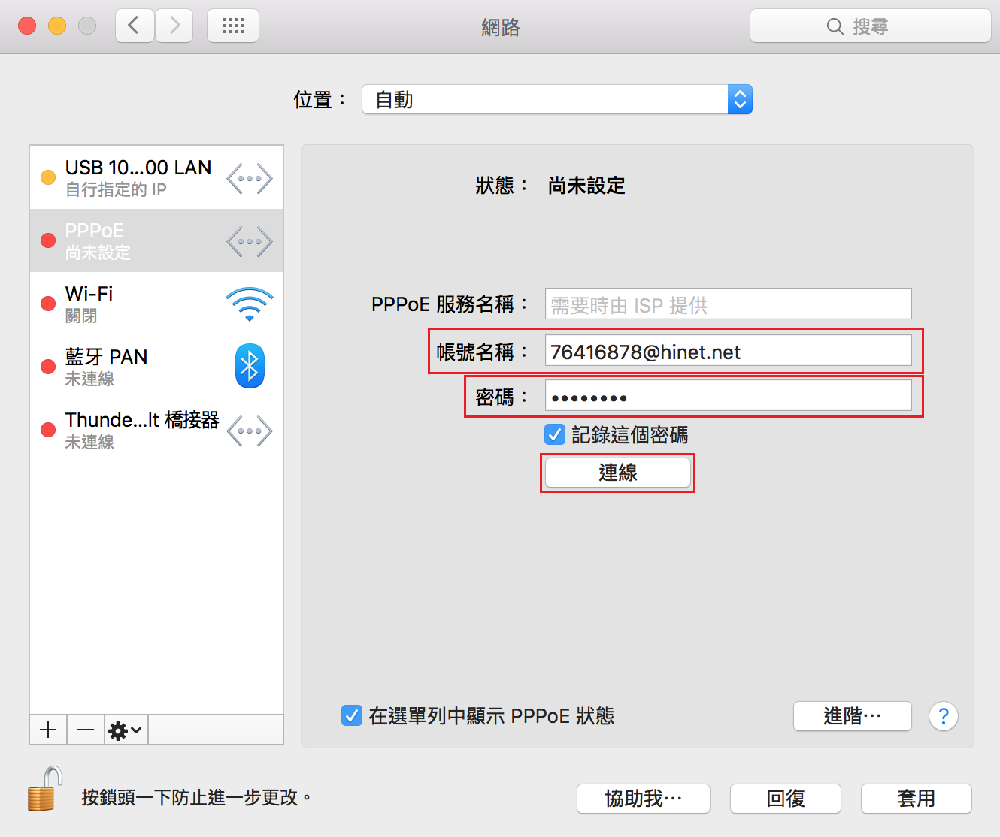 網路
搜尋
位置：
自動
USB 10...00 LAN
自行指定的 IP
PPPoE
尚未設定
Wi-Fi
關閉
藍牙 PAN
未連線
Thunde...lt 橋接器
未連線
狀態： 尚未設定
PPPoE 服務名稱： 需要時由 ISP 提供
帳號名稱： 76416878@hinet.net
密碼： ••••••••
記錄這個密碼
連線
在選單列中顯示 PPPoE 狀態
進階⋯
?
按鎖頭一下防止進一步更改。
協助我⋯
回復
套用